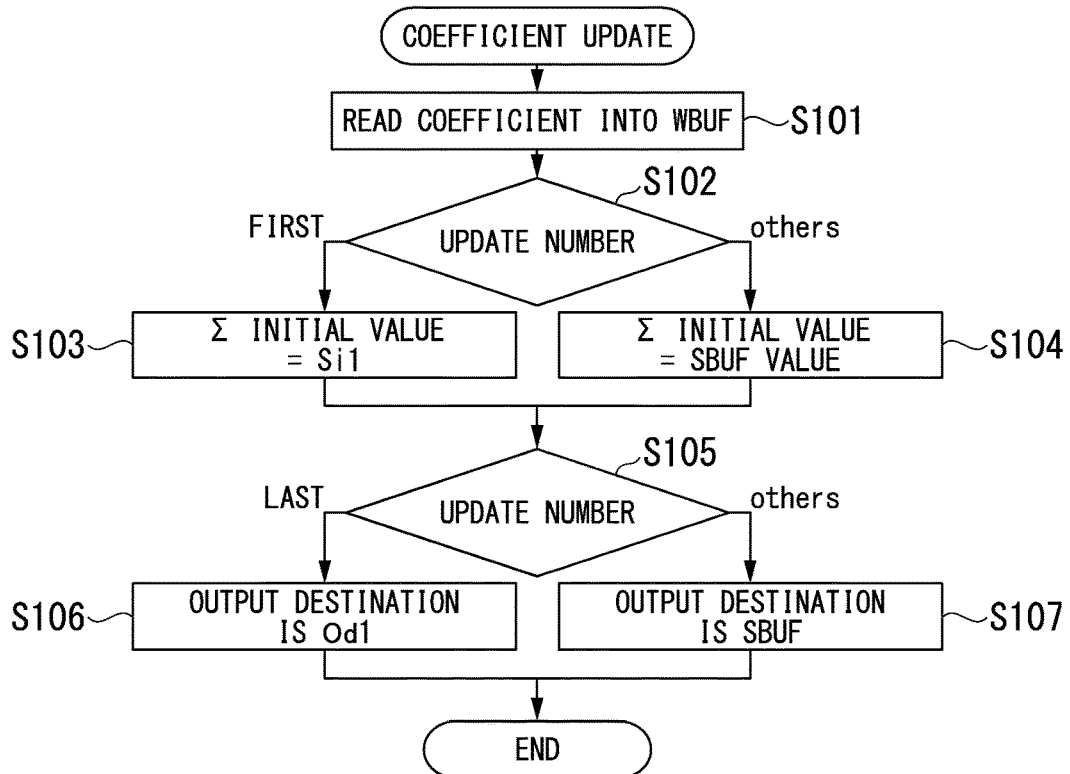 COEFFICIENT UPDATE
READ COEFFICIENT INTO WBUF
S101
S102
FIRST
UPDATE NUMBER
others
S103
Σ INITIAL VALUE
= Si1
Σ INITIAL VALUE
= SBUF VALUE
S104
S105
LAST
UPDATE NUMBER
others
S106
OUTPUT DESTINATION
IS Od1
OUTPUT DESTINATION
IS SBUF
S107
END